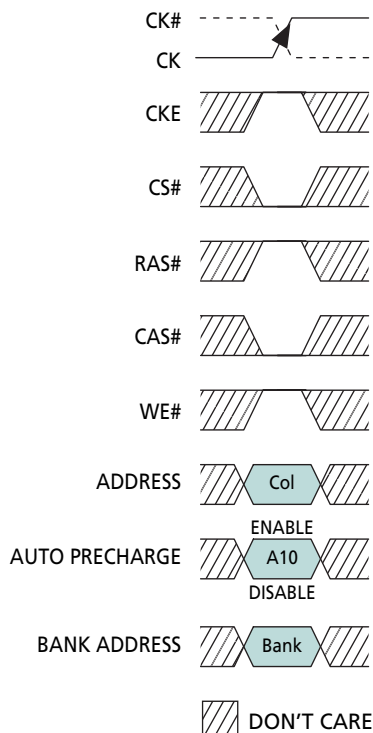 CK#
CK
CKE
CS#
RAS#
CAS#
WE#
ADDRESS
Col
ENABLE
AUTO PRECHARGE
A10
DISABLE
BANK ADDRESS
Bank
DON'T CARE